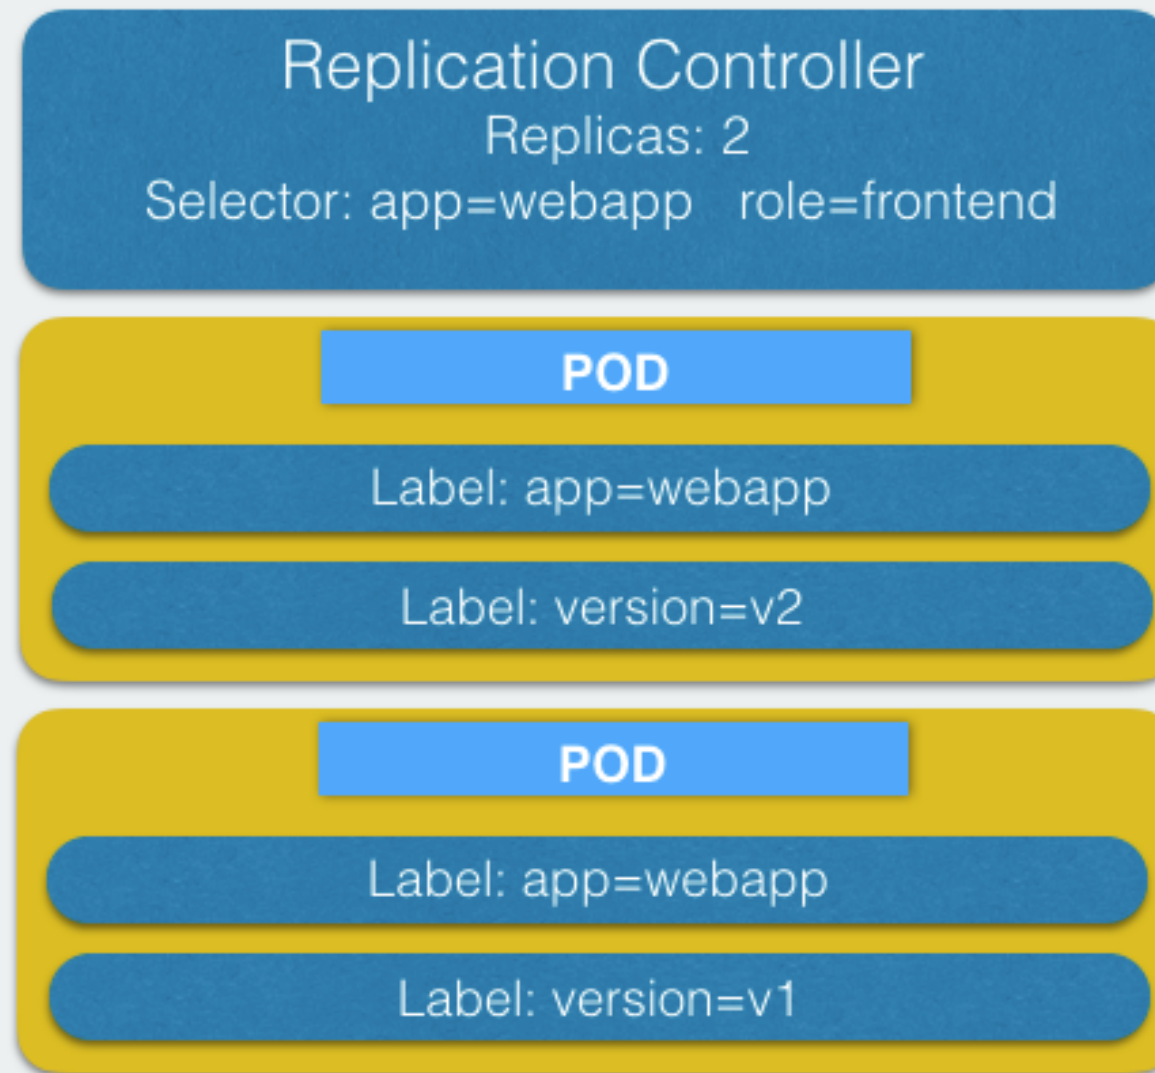 Replication Controller
Replicas: 2
Selector: app=webapp role=frontend
POD
Label: app=webapp
Label: version=v2
POD
Label: app=webapp
Label: version=v1